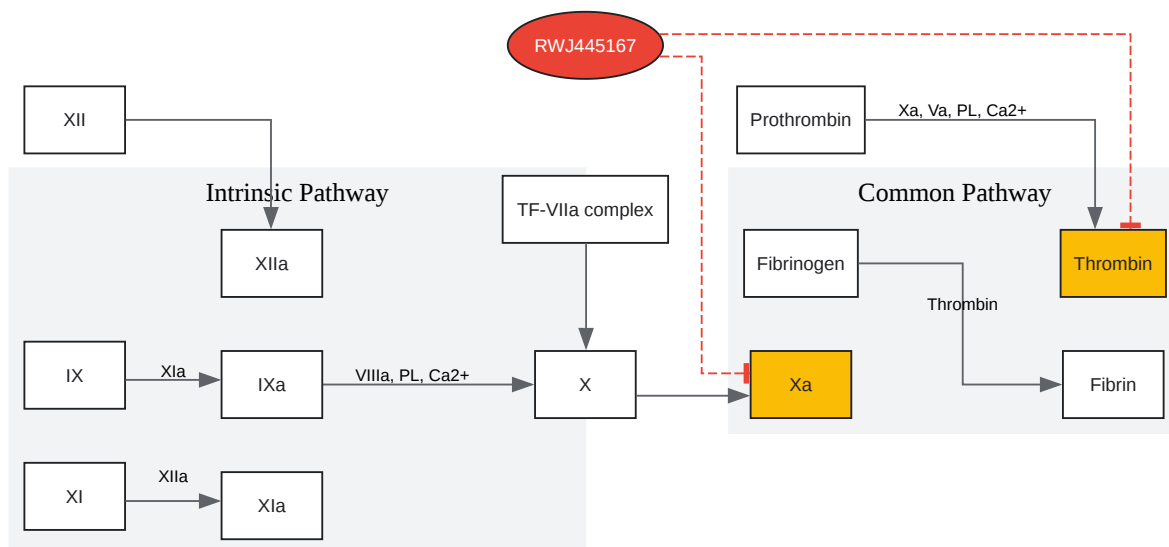 RWJ445167
XII
Prothrombin
Xa, Va, PL, Ca2+
Intrinsic Pathway
TF-VIIa complex
Common Pathway
XIIa
Fibrinogen
Thrombin
Thrombin
IX
XIa
IXa
VIIIa, PL, Ca2+
X
Xa
Fibrin
XI
XIIa
XIa